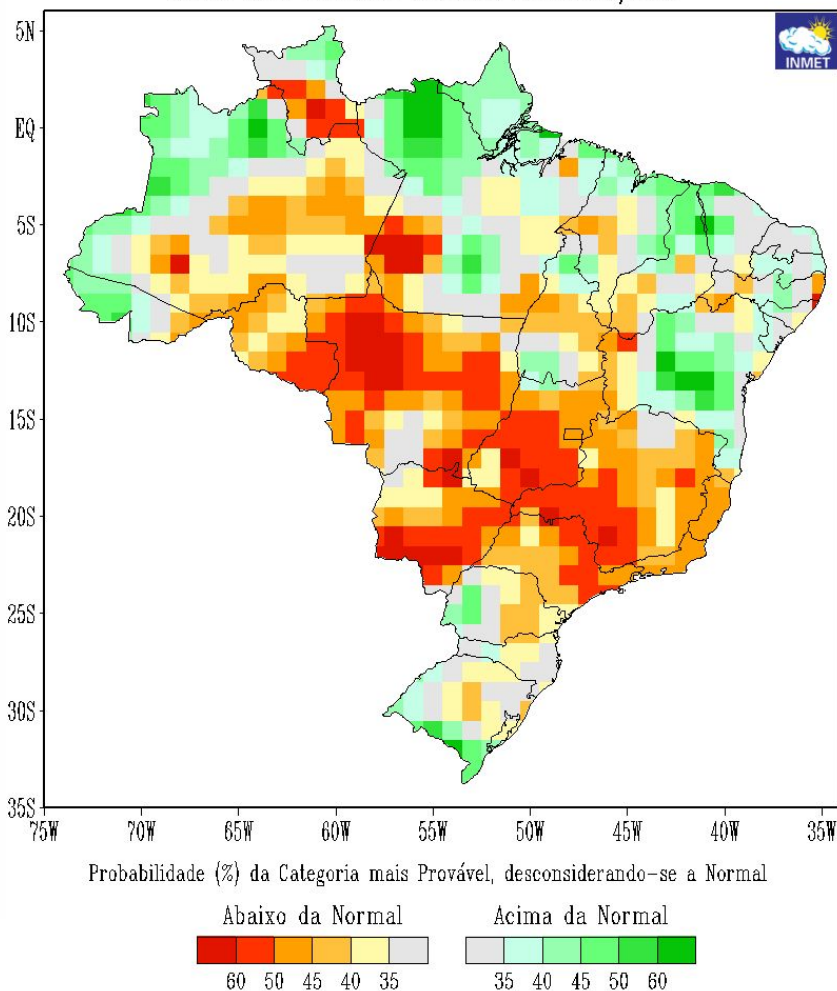 INMET
5N
EQ
5S
10S
15S
20S
25S
30S
35S
75W 70W 65W 60W 55W 50W 45W 40W 35W
Probabilidade (%) da Categoria mais Provável, desconsiderando-se a Normal
Abaixo da Normal Acima da Normal
60 50 45 40 35 35 40 45 50 60